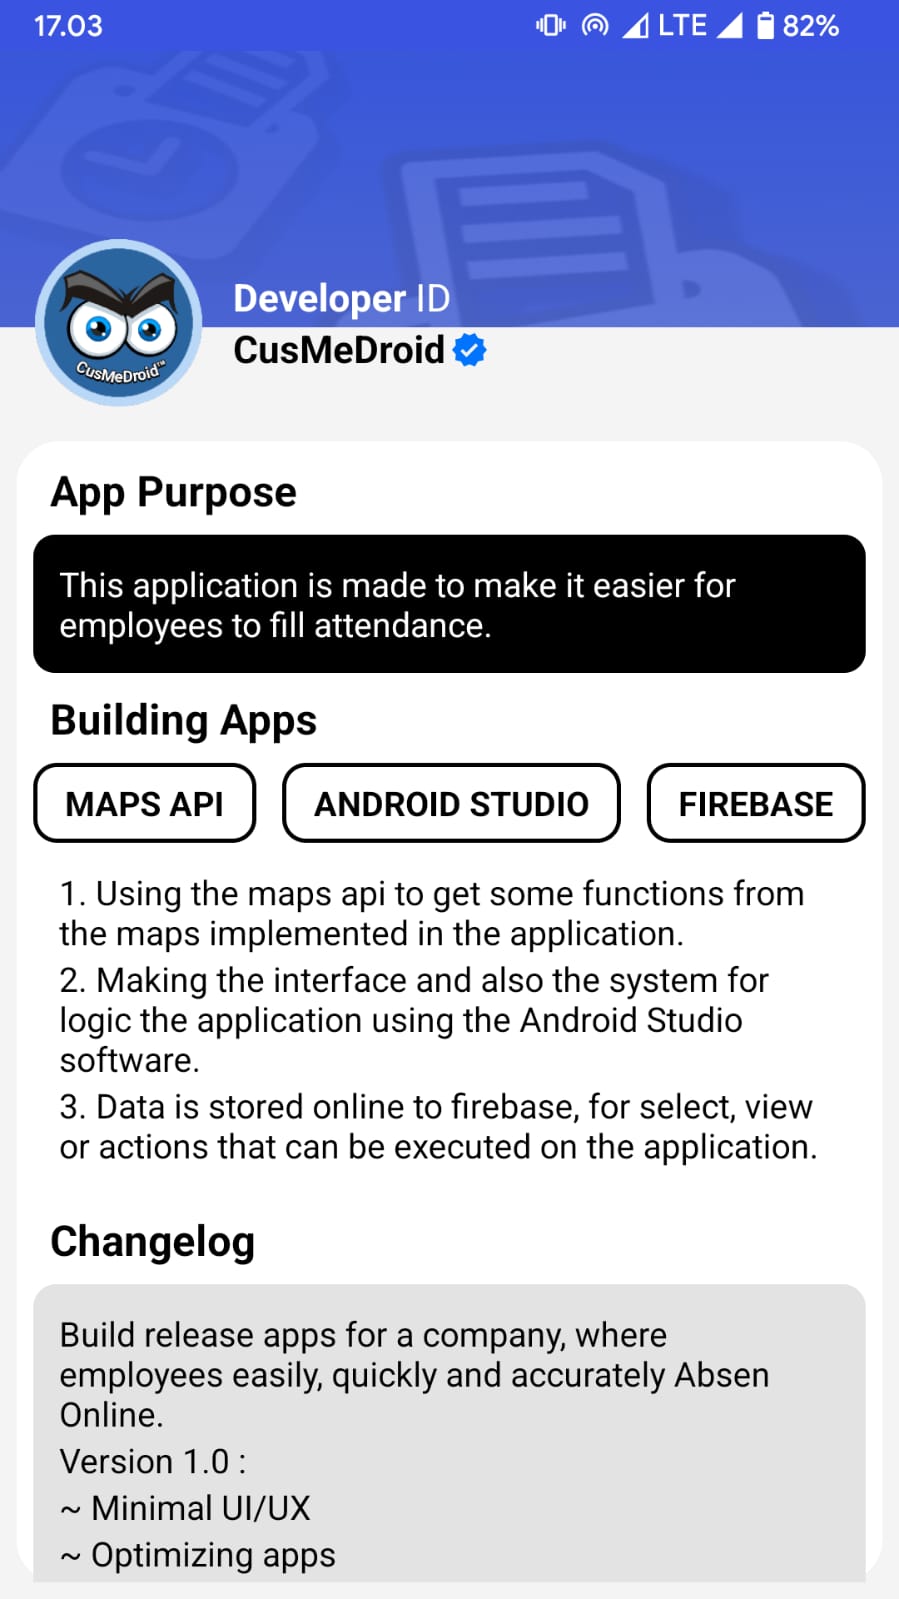 17.03
LTE
82%
Developer ID
CusMeDroid
CusMeDroid™
App Purpose
This application is made to make it easier for
employees to fill attendance.
Building Apps
MAPS API
ANDROID STUDIO
FIREBASE
1. Using the maps api to get some functions from
the maps implemented in the application.
2. Making the interface and also the system for
logic the application using the Android Studio
software.
3. Data is stored online to firebase, for select, view
or actions that can be executed on the application.
Changelog
Build release apps for a company, where
employees easily, quickly and accurately Absen
Online.
Version 1.0 :
~ Minimal UI/UX
~ Optimizing apps